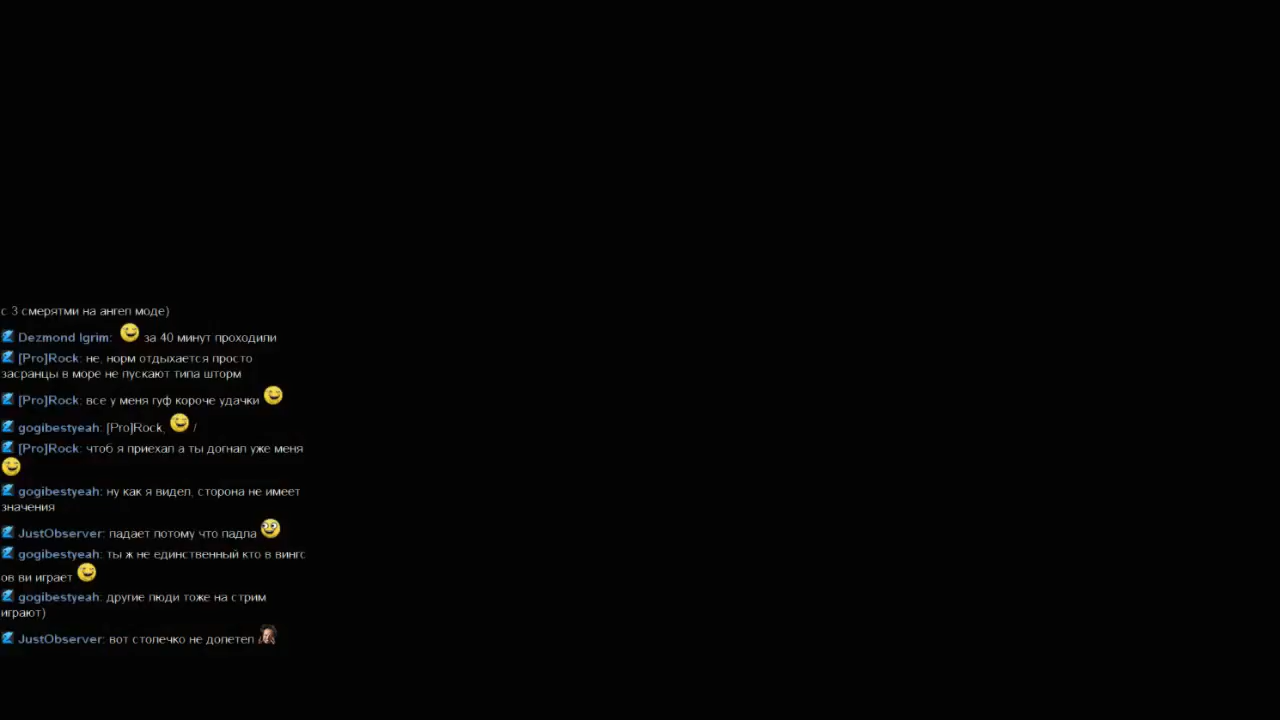 с 3 смерятми на ангел моде)
Dezmond Igrim: за 40 минут проходили
[Pro]Rock: не, норм отдыхается просто
засранцы в море не пускают типа шторм
[Pro]Rock: все у меня гуф короче удачки
gogibestyeah: [Pro]Rock, /
[Pro]Rock: чтоб я приехал а ты догнал уже меня
gogibestyeah: ну как я видел, сторона не имеет
значения
JustObserver: падает потому что падла
gogibestyeah: ты ж не единственный кто в вингс
ов ви играет
gogibestyeah: другие люди тоже на стрим
играют)
JustObserver: вот столечко не долетел